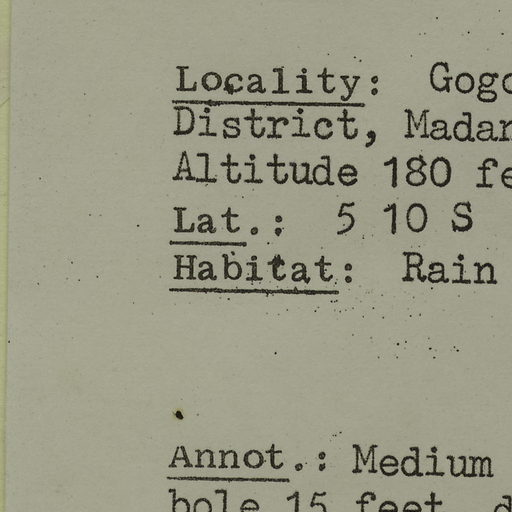 Locality: Gogo
District, Madan
Altitude 180 fe
Lat.: 5 10 S
Habitat: Rain
Annot.: Medium
bole 15 feet, d